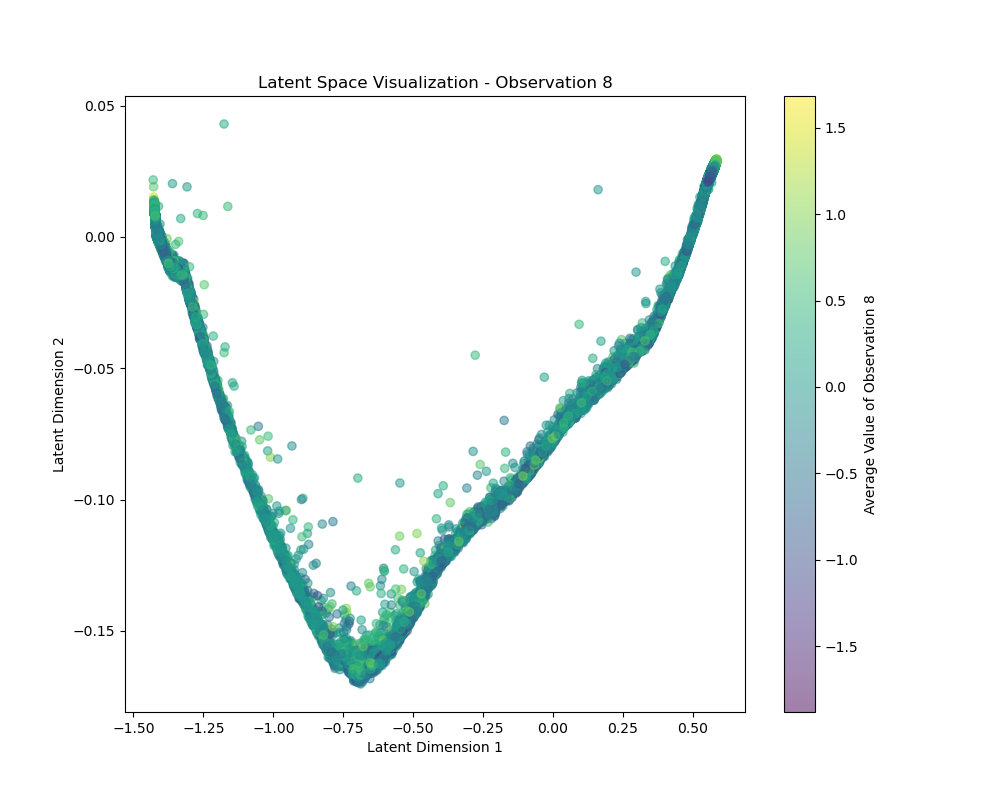 Latent Space Visualization - Observation 8
0.05
0.00
−0.05
−0.10
−0.15
Latent Dimension 2
−1.50 −1.25 −1.00 −0.75 −0.50 −0.25 0.00 0.25 0.50
Latent Dimension 1
1.5
1.0
0.5
0.0
−0.5
−1.0
−1.5
Average Value of Observation 8